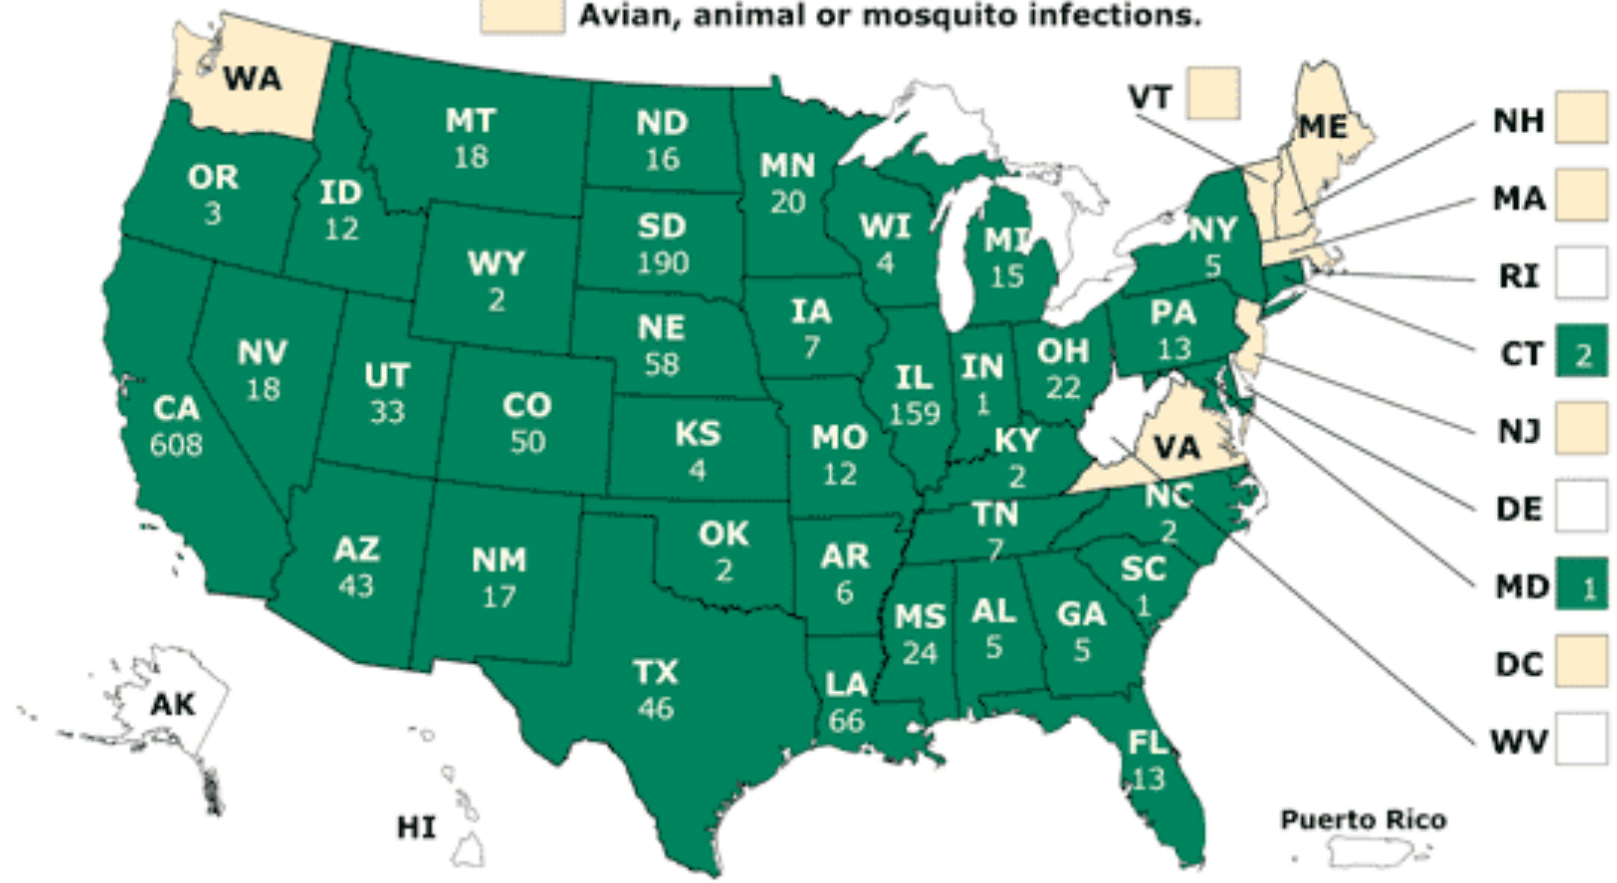 Avian, animal or mosquito infections.
WA
VT
NH
ME
MT
18
ND
16
MN
20
OR
3
ID
12
MA
SD
190
WI
4
MI
15
NY
5
WY
2
RI
IA
7
PA
13
NE
58
CT 2
NV
18
UT
33
OH
22
IN
1
IL
159
CO
50
CA
608
KS
4
MO
12
KY
2
VA
NJ
NC
2
DE
TN
7
OK
2
AR
6
AZ
43
NM
17
SC
1
MD 1
MS
24
AL
5
GA
5
DC
TX
46
LA
66
AK
FL
13
WV
HI
Puerto Rico